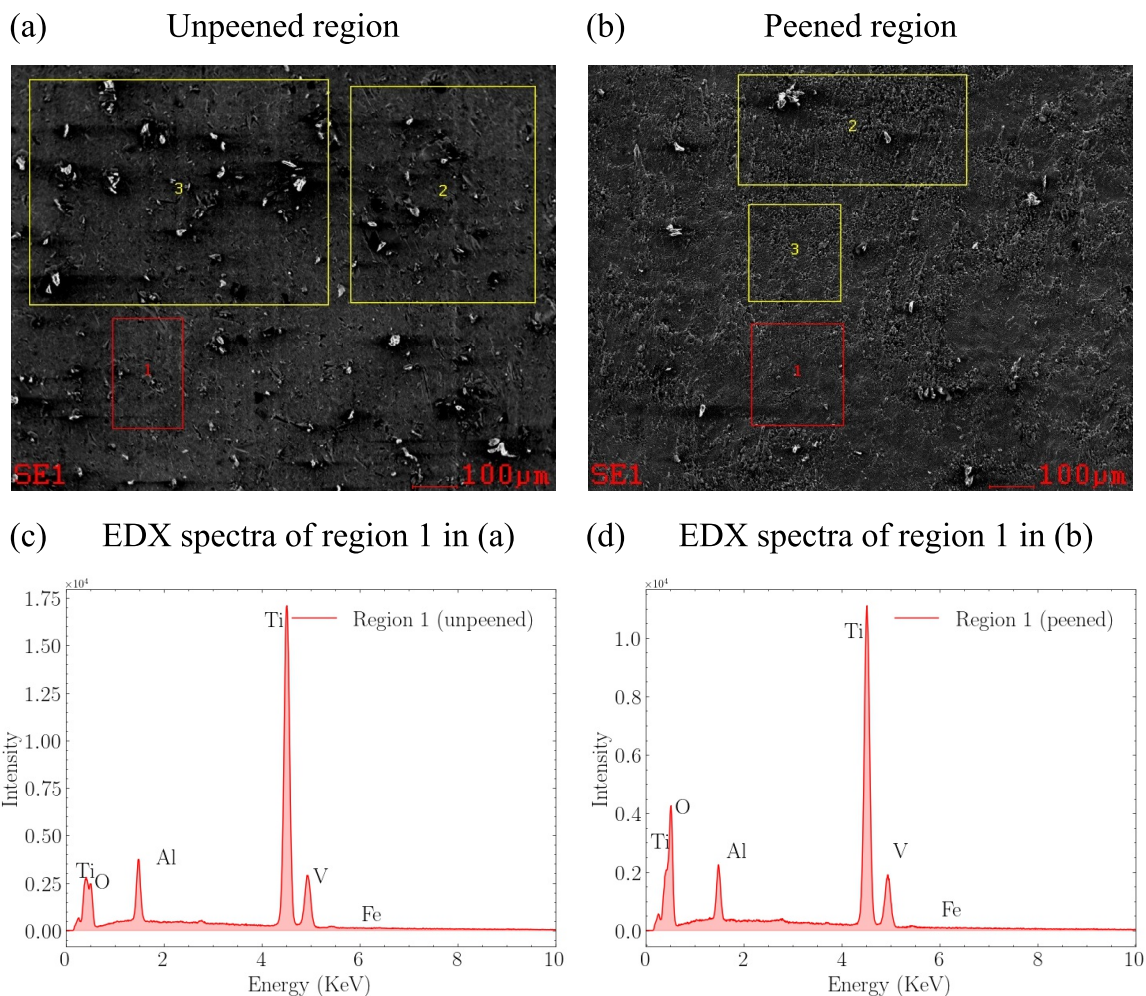 (a) Unpeened region
(b) Peened region
3
2
1
SE1
100µm
2
3
1
SE1
100µm
(c) EDX spectra of region 1 in (a)
(d) EDX spectra of region 1 in (b)
×10⁴
1.75
1.50
1.25
1.00
0.75
0.50
0.25
0.00
Intensity
Ti
Region 1 (unpeened)
Ti
O
Al
V
Fe
0 2 4 6 8 10
Energy (KeV)
×10⁴
1.0
0.8
0.6
0.4
0.2
0.0
Intensity
Ti
Region 1 (peened)
O
Ti
Al
V
Fe
0 2 4 6 8 10
Energy (KeV)